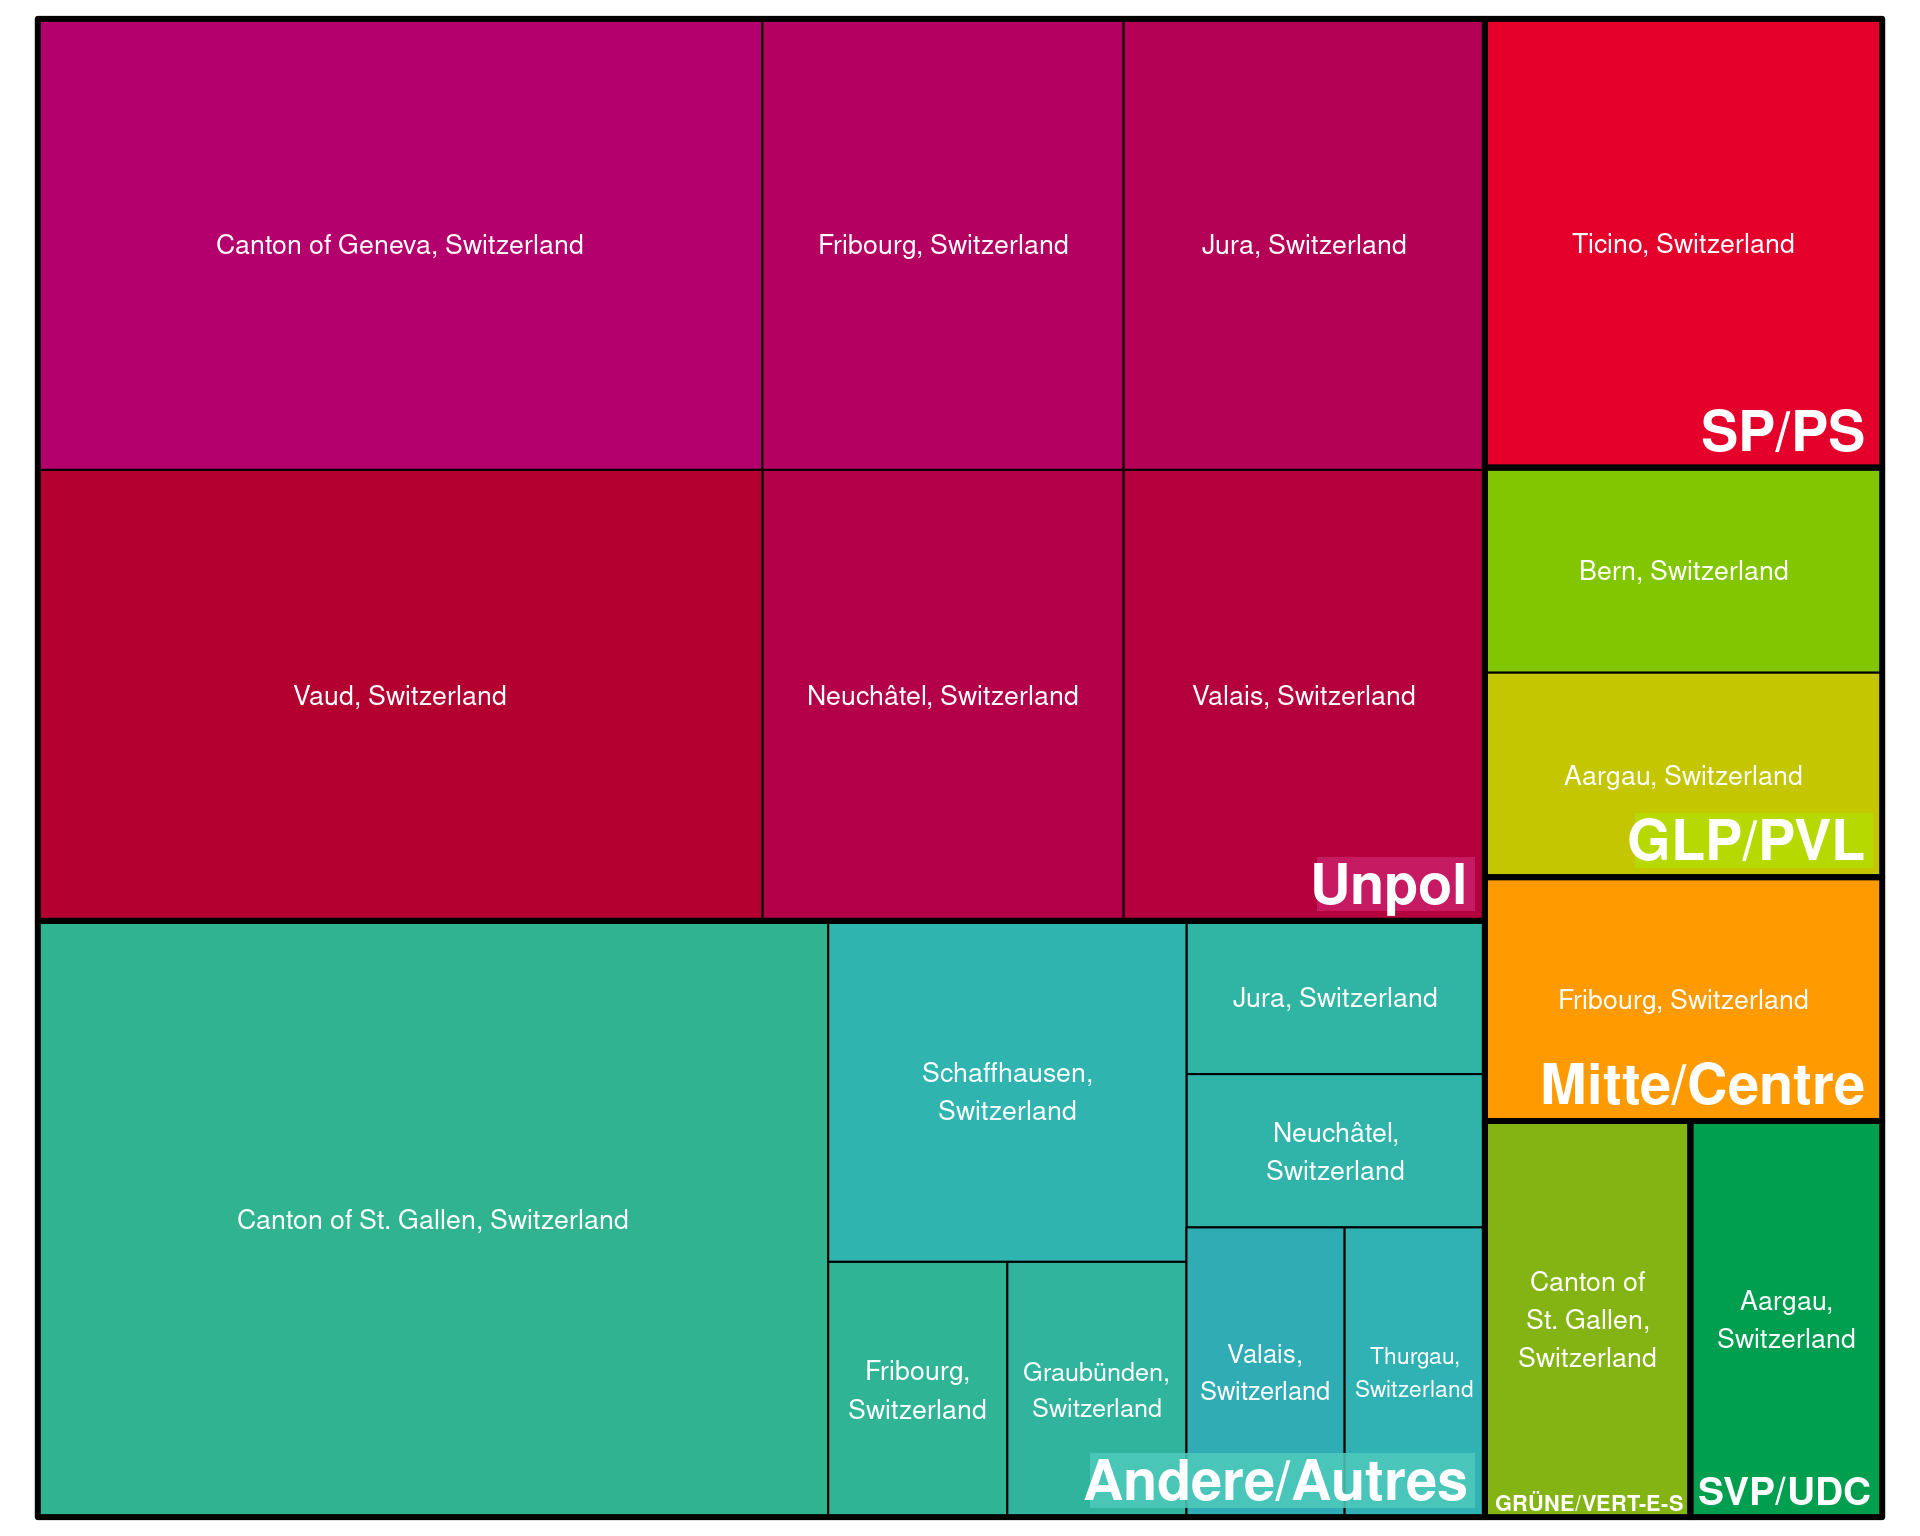 Canton of Geneva, Switzerland
Fribourg, Switzerland
Jura, Switzerland
Vaud, Switzerland
Neuchâtel, Switzerland
Valais, Switzerland
Unpol
Ticino, Switzerland
SP/PS
Bern, Switzerland
Aargau, Switzerland
GLP/PVL
Fribourg, Switzerland
Mitte/Centre
Canton of St. Gallen, Switzerland
Schaffhausen,
Switzerland
Jura, Switzerland
Neuchâtel,
Switzerland
Fribourg,
Switzerland
Graubünden,
Switzerland
Valais,
Switzerland
Thurgau,
Switzerland
Andere/Autres
Canton of
St. Gallen,
Switzerland
GRÜNE/VERT-E-S
Aargau,
Switzerland
SVP/UDC